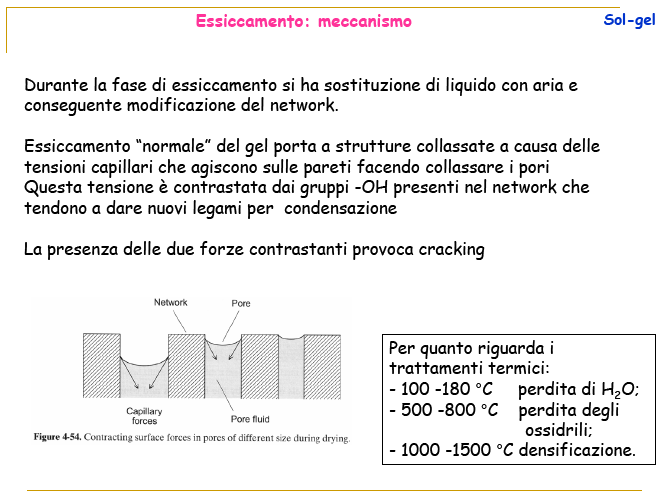 Essiccamento: meccanismo
Sol-gel
Durante la fase di essiccamento si ha sostituzione di liquido con aria e
conseguente modificazione del network.
Essiccamento “normale” del gel porta a strutture collassate a causa delle
tensioni capillari che agiscono sulle pareti facendo collassare i pori
Questa tensione è contrastata dai gruppi -OH presenti nel network che
tendono a dare nuovi legami per condensazione
La presenza delle due forze contrastanti provoca cracking
Network
Pore
Capillary
forces
Pore fluid
Figure 4-54. Contracting surface forces in pores of different size during drying.
Per quanto riguarda i
trattamenti termici:
- 100 -180 °C perdita di H₂O;
- 500 -800 °C perdita degli
ossidrili;
- 1000 -1500 °C densificazione.